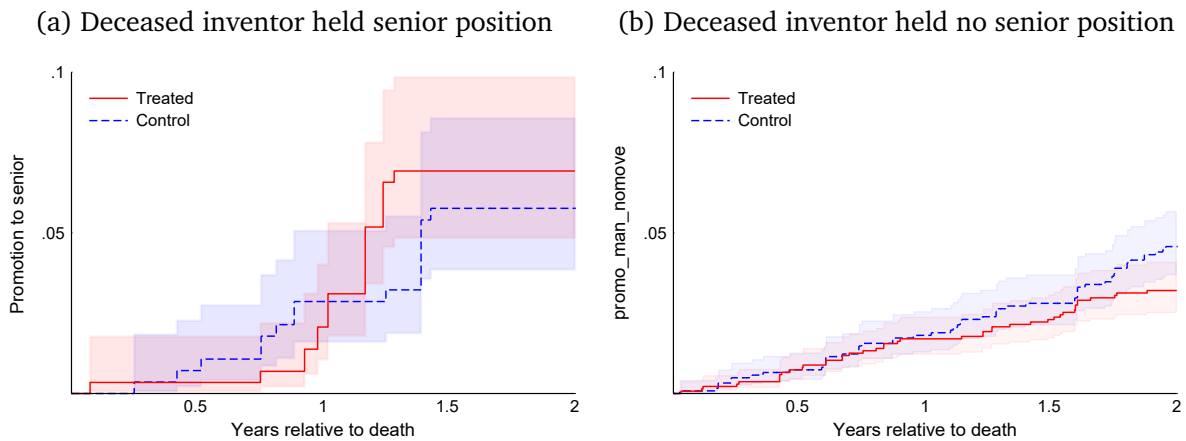 (a) Deceased inventor held senior position
.1
Treated
Control
Promotion to senior
.05
0.5
1
1.5
2
Years relative to death
(b) Deceased inventor held no senior position
.1
Treated
Control
promo_man_nomove
.05
0.5
1
1.5
2
Years relative to death